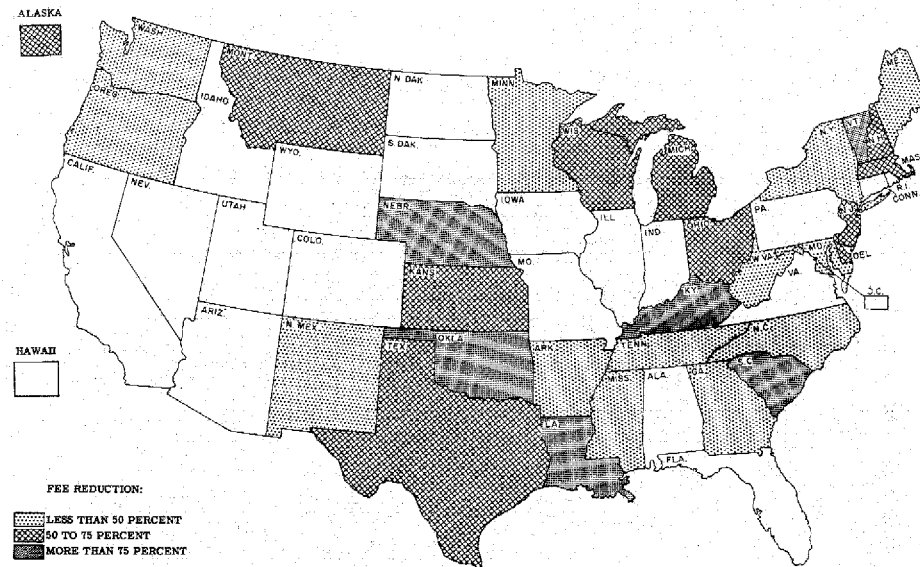 ALASKA
WASH.
MONT.
N. DAK.
MINN.
ME.
OREG.
IDAHO
WIS.
N.Y.
S. DAK.
MICH.
MASS.
WYO.
R.I.
CONN.
CALIF.
NEV.
NEBR.
IOWA
PA.
N.J.
UTAH
ILL.
IND.
OHIO
COLO.
MO.
W. VA.
MD.
DEL.
KANS.
KY.
VA.
D.C.
ARIZ.
N. MEX.
N.C.
TENN.
TEX.
OKLA.
ARK.
HAWAII
S.C.
MISS.
ALA.
GA.
LA.
FLA.
FEE REDUCTION:
LESS THAN 50 PERCENT
50 TO 75 PERCENT
MORE THAN 75 PERCENT